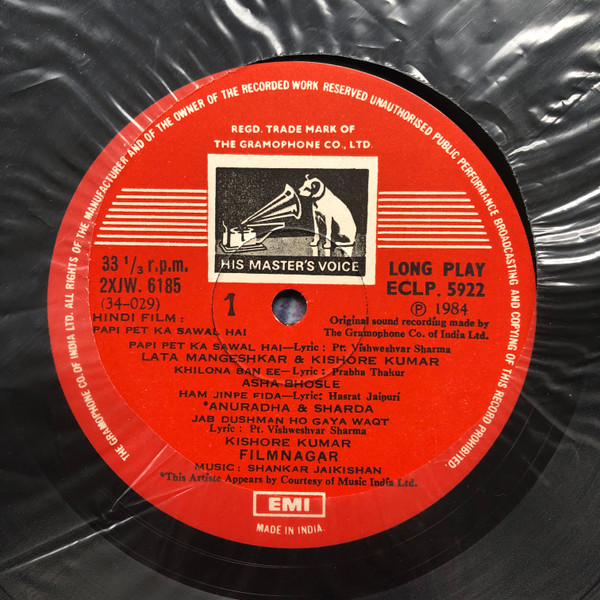 THE GRAMOPHONE CO. OF INDIA LTD. ALL RIGHTS OF THE MANUFACTURER AND OF THE OWNER OF THE RECORDED WORK RESERVED UNAUTHORISED PUBLIC PERFORMANCE BROADCASTING AND COPYING OF THIS RECORD PROHIBITED.
REGD. TRADE MARK OF
THE GRAMOPHONE CO., LTD.
HIS MASTER'S VOICE
33 1/3 r.p.m.
2XJW. 6185
(34-029)
1
LONG PLAY
ECLP. 5922
℗ 1984
HINDI FILM:
PAPI PET KA SAWAL HAI
Original sound recording made by
The Gramophone Co. of India Ltd.
PAPI PET KA SAWAL HAI—Lyric: Pt. Vishweshvar Sharma
LATA MANGESHKAR & KISHORE KUMAR
KHILONA BAN EE—Lyric: Prabha Thakur
ASHA BHOSLE
HAM JINPE FIDA—Lyric: Hasrat Jaipuri
*ANURADHA & SHARDA
JAB DUSHMAN HO GAYA WAQT
Lyric: Pt. Vishweshvar Sharma
KISHORE KUMAR
FILMNAGAR
MUSIC: SHANKAR JAIKISHAN
*This Artiste Appears by Courtesy of Music India Ltd.
EMI
MADE IN INDIA.